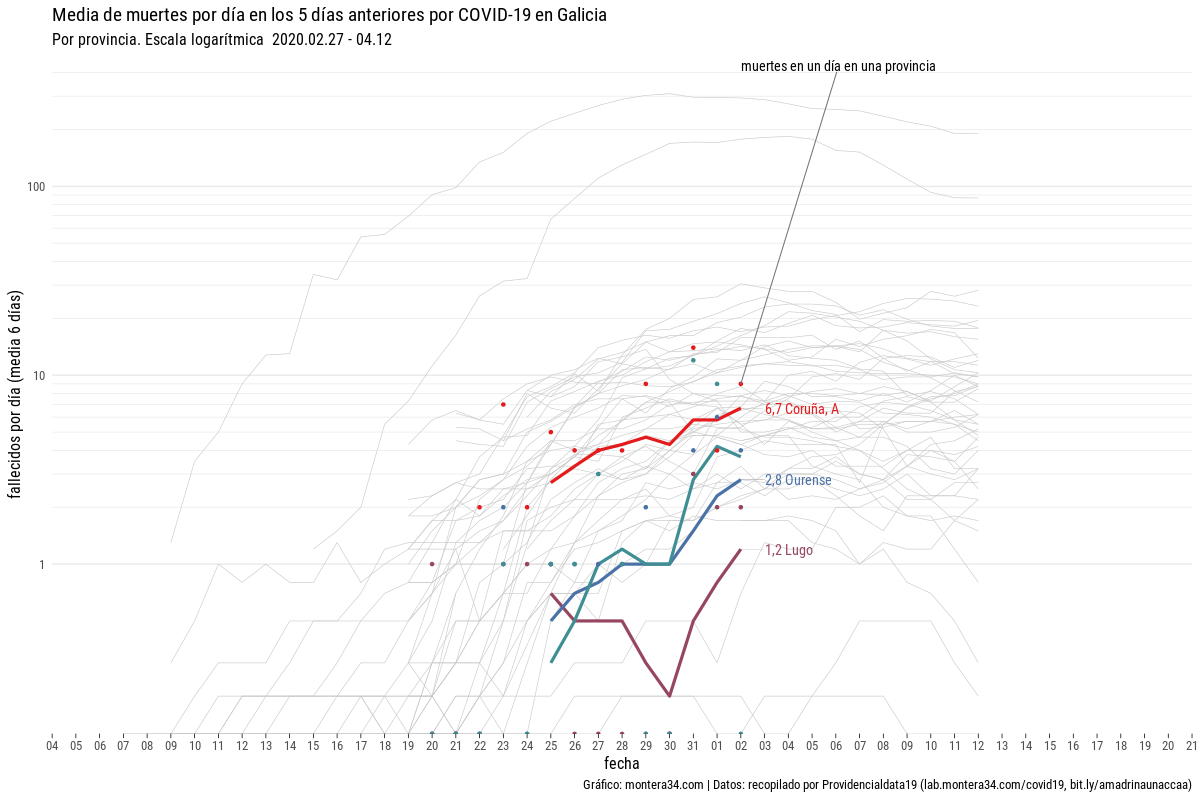 Media de muertes por día en los 5 días anteriores por COVID-19 en Galicia
Por provincia. Escala logarítmica 2020.02.27 - 04.12
muertes en un día en una provincia
100
10
1
fallecidos por día (media 6 días)
6,7 Coruña, A
2,8 Ourense
1,2 Lugo
04 05 06 07 08 09 10 11 12 13 14 15 16 17 18 19 20 21 22 23 24 25 26 27 28 29 30 31 01 02 03 04 05 06 07 08 09 10 11 12 13 14 15 16 17 18 19 20 21
fecha
Gráfico: montera34.com | Datos: recopilado por Providencialdata19 (lab.montera34.com/covid19, bit.ly/amadrinaunaccaa)